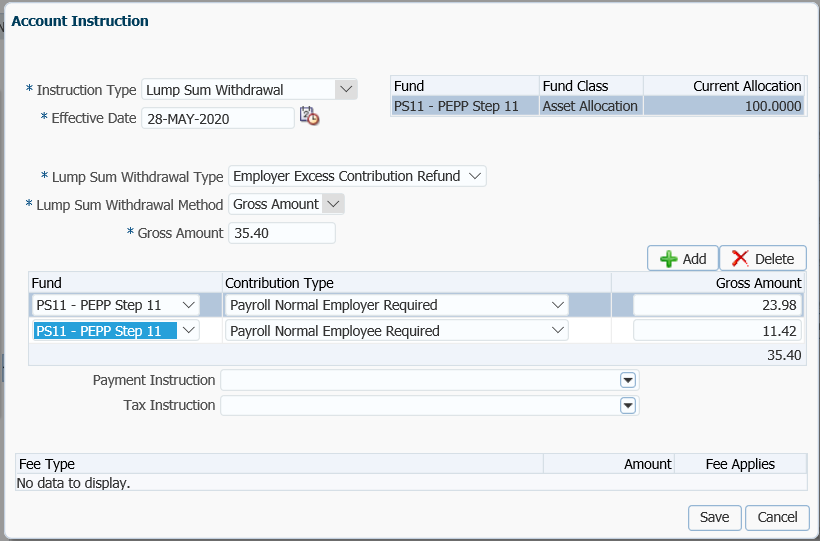 Account Instruction
* Instruction Type Lump Sum Withdrawal
* Effective Date 28-MAY-2020
Fund Fund Class Current Allocation
PS11 - PEPP Step 11 Asset Allocation 100.0000
* Lump Sum Withdrawal Type Employer Excess Contribution Refund
* Lump Sum Withdrawal Method Gross Amount
* Gross Amount 35.40
Add Delete
Fund Contribution Type Gross Amount
PS11 - PEPP Step 11 Payroll Normal Employer Required 23.98
PS11 - PEPP Step 11 Payroll Normal Employee Required 11.42
35.40
Payment Instruction
Tax Instruction
Fee Type Amount Fee Applies
No data to display.
Save Cancel